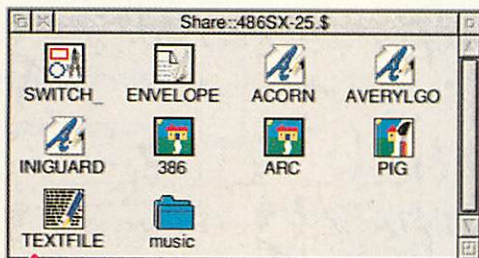 Share::486SX-25.$
SWITCH_ ENVELOPE ACORN AVERYLGO
INIGUARD 386 ARC PIG
TEXTFILE music